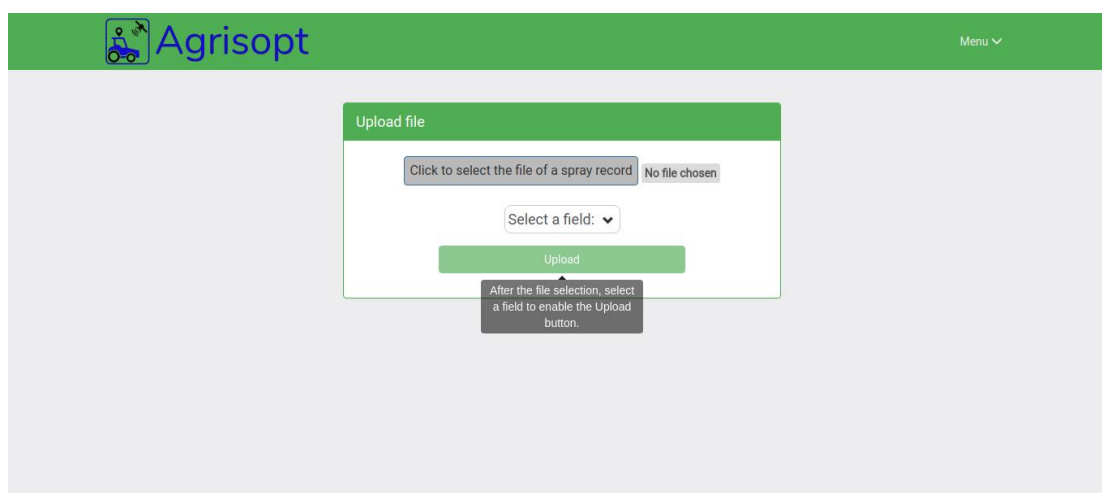 Agrisopt
Menu
Upload file
Click to select the file of a spray record No file chosen
Select a field:
Upload
After the file selection, select
a field to enable the Upload
button.